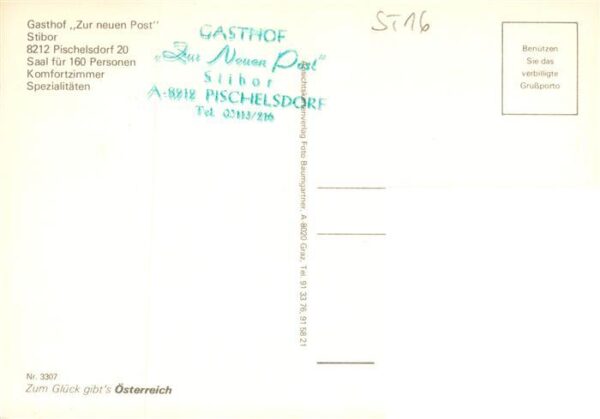 Gasthof „Zur neuen Post"
Stibor
8212 Pischelsdorf 20
Saal für 160 Personen
Komfortzimmer
Spezialitäten
GASTHOF
„Zur Neuen Post"
Stibor
A-8212 PISCHELSDORF
Tel. 03113/216
ST16
Benützen
Sie das
verbilligte
Grußporto
Ansichtskartenverlag Foto Baumgartner, A 8020 Graz, Tel. 91 33 76, 91 58 21
Nr. 3307
Zum Glück gibt's Österreich